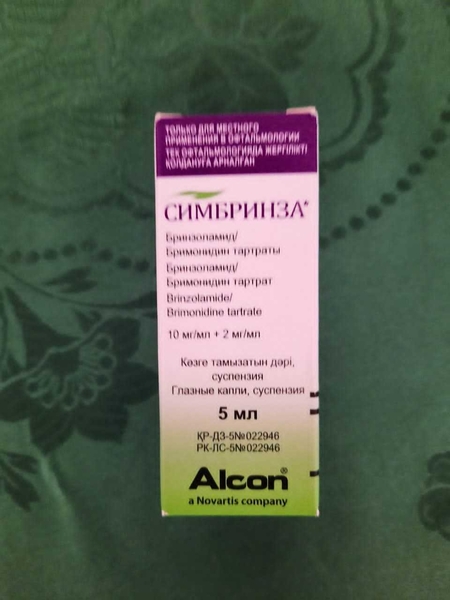 ТОЛЬКО ДЛЯ МЕСТНОГО
ПРИМЕНЕНИЯ В ОФТАЛЬМОЛОГИИ
ТЕК ОФТАЛЬМОЛОГИЯДА ЖЕРГІЛІКТІ
ҚОЛДАНУҒА АРНАЛҒАН
СИМБРИНЗА*
Бринзоламид/
Бримонидин тартраты
Бринзоламид/
Бримонидин тартрат
Brinzolamide/
Brimonidine tartrate
10 мг/мл + 2 мг/мл
Көзге тамызатын дәрі,
суспензия
Глазные капли, суспензия
5 мл
ҚР-ДЗ-5№022946
РК-ЛС-5№022946
Alcon®
a Novartis company